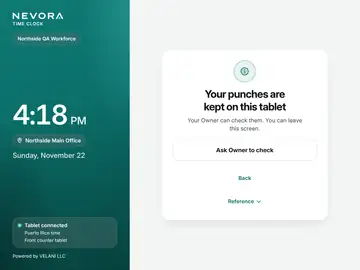 NEVORA
TIME CLOCK
Northside QA Workforce
4:18 PM
Northside Main Office
Sunday, November 22
Tablet connected
Puerto Rico time
Front counter tablet
Powered by VELANI LLC
Your punches are
kept on this tablet
Your Owner can check them. You can leave
this screen.
Ask Owner to check
Back
Reference